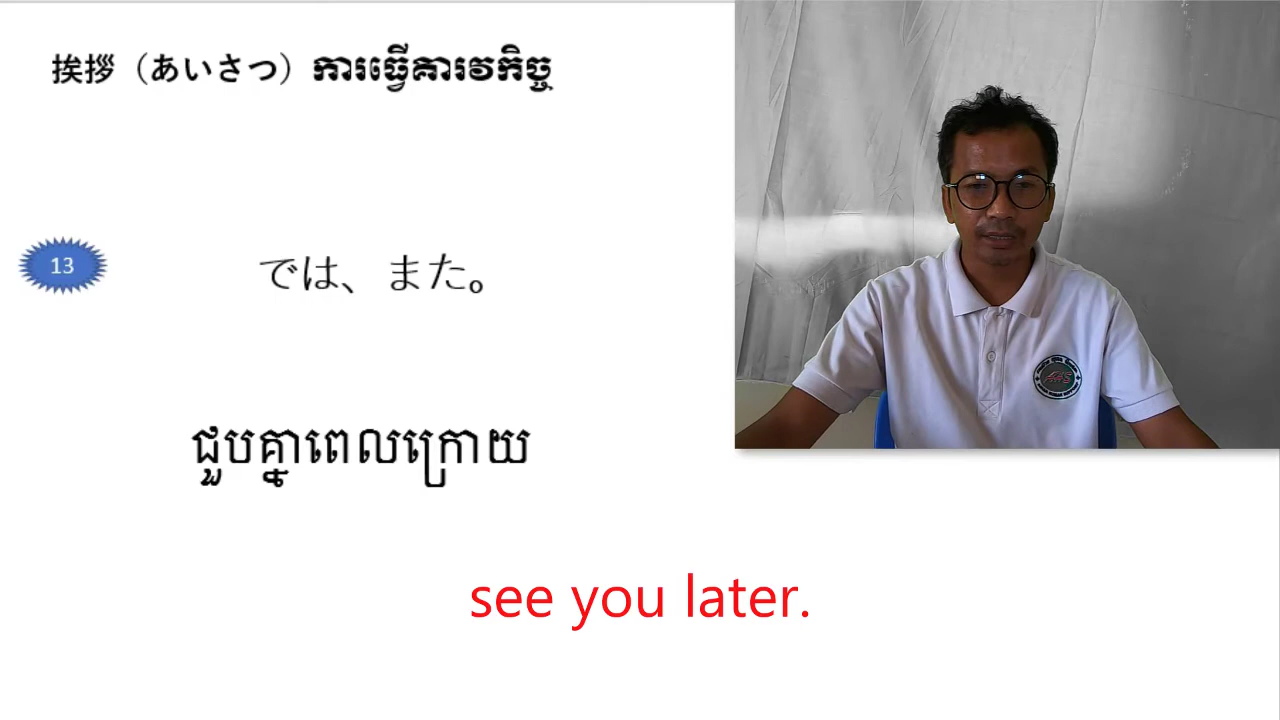 挨拶（あいさつ）ការធ្វើគារវកិច្ច
13
では、また。
ជួបគ្នាពេលក្រោយ
see you later.